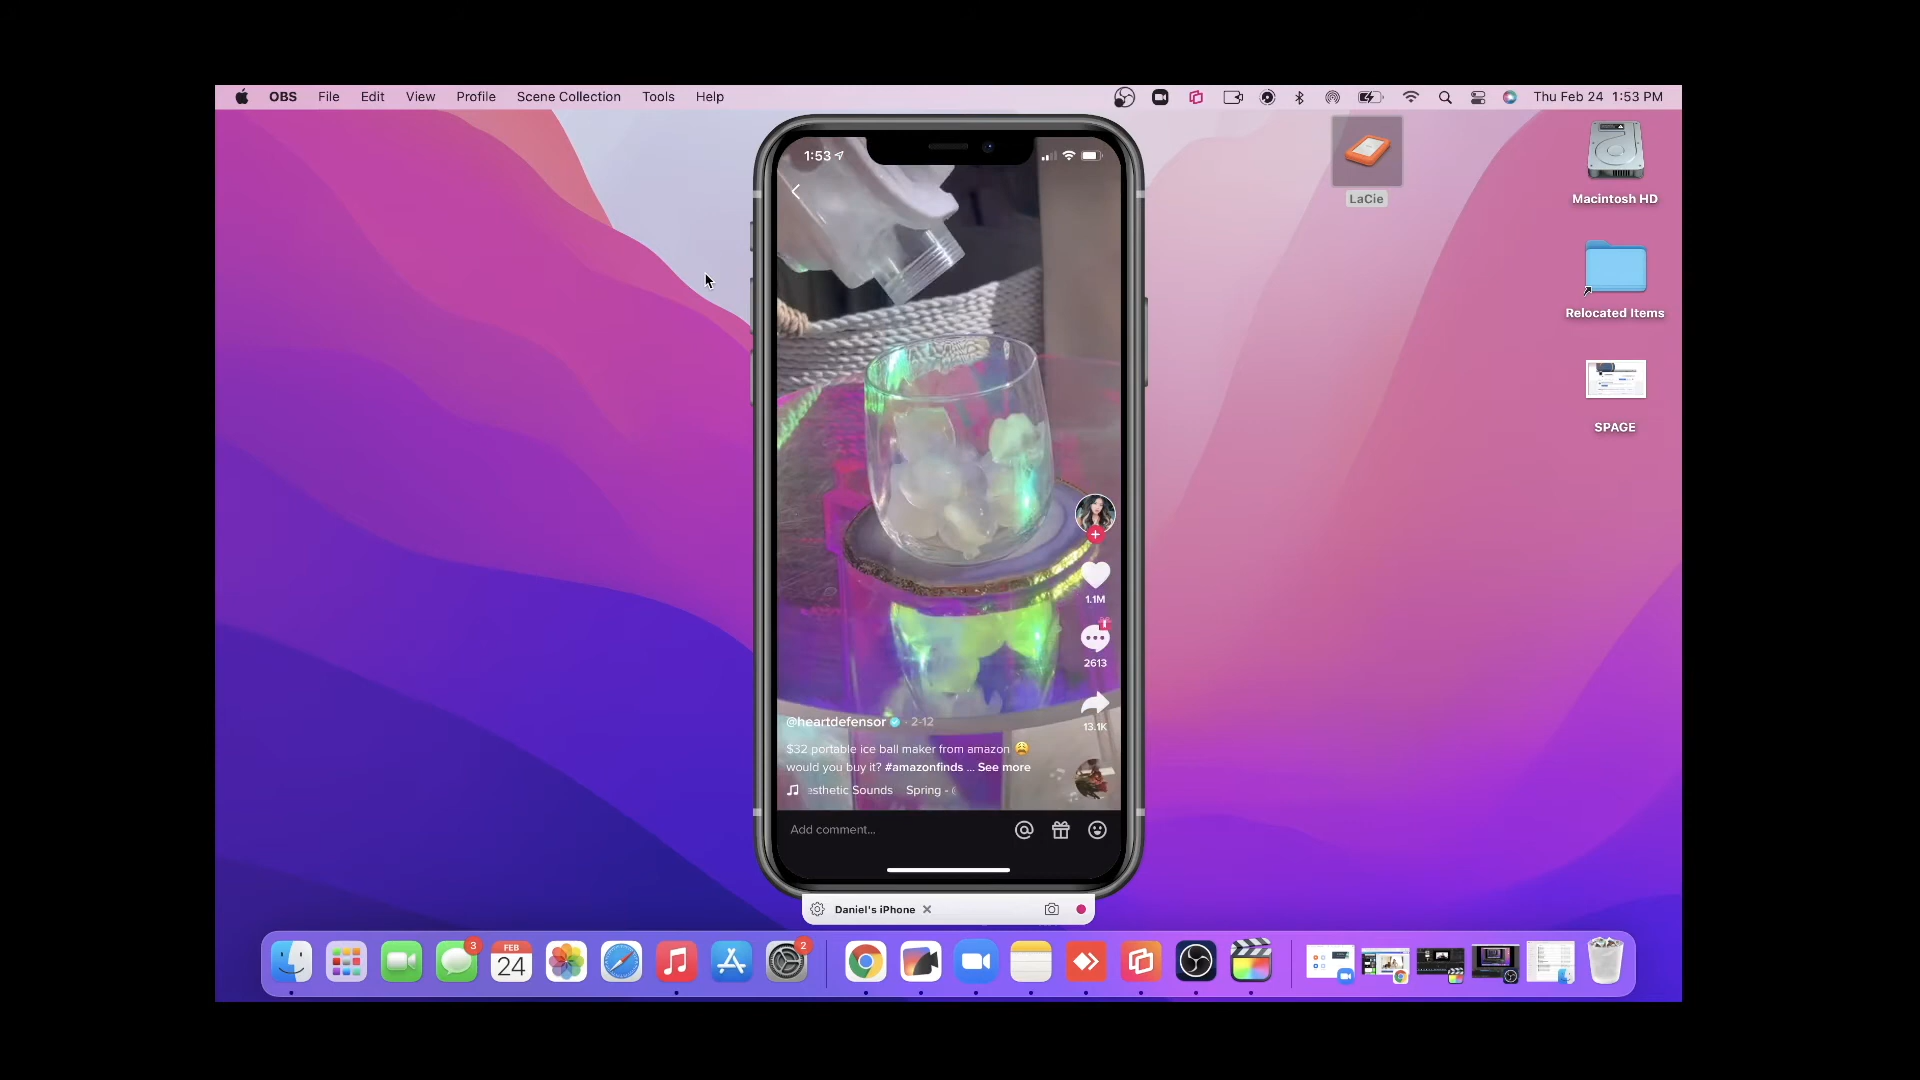 OBS File Edit View Profile Scene Collection Tools Help Thu Feb 24 1:53 PM
LaCie
Macintosh HD
Relocated Items
SPAGE
1:53
1.1M
2613
13.1K
@heartdefensor · 2-12
$32 portable ice ball maker from amazon 😩
would you buy it? #amazonfinds ... See more
esthetic Sounds Spring -
Add comment...
Daniel's iPhone
3
FEB
24
2